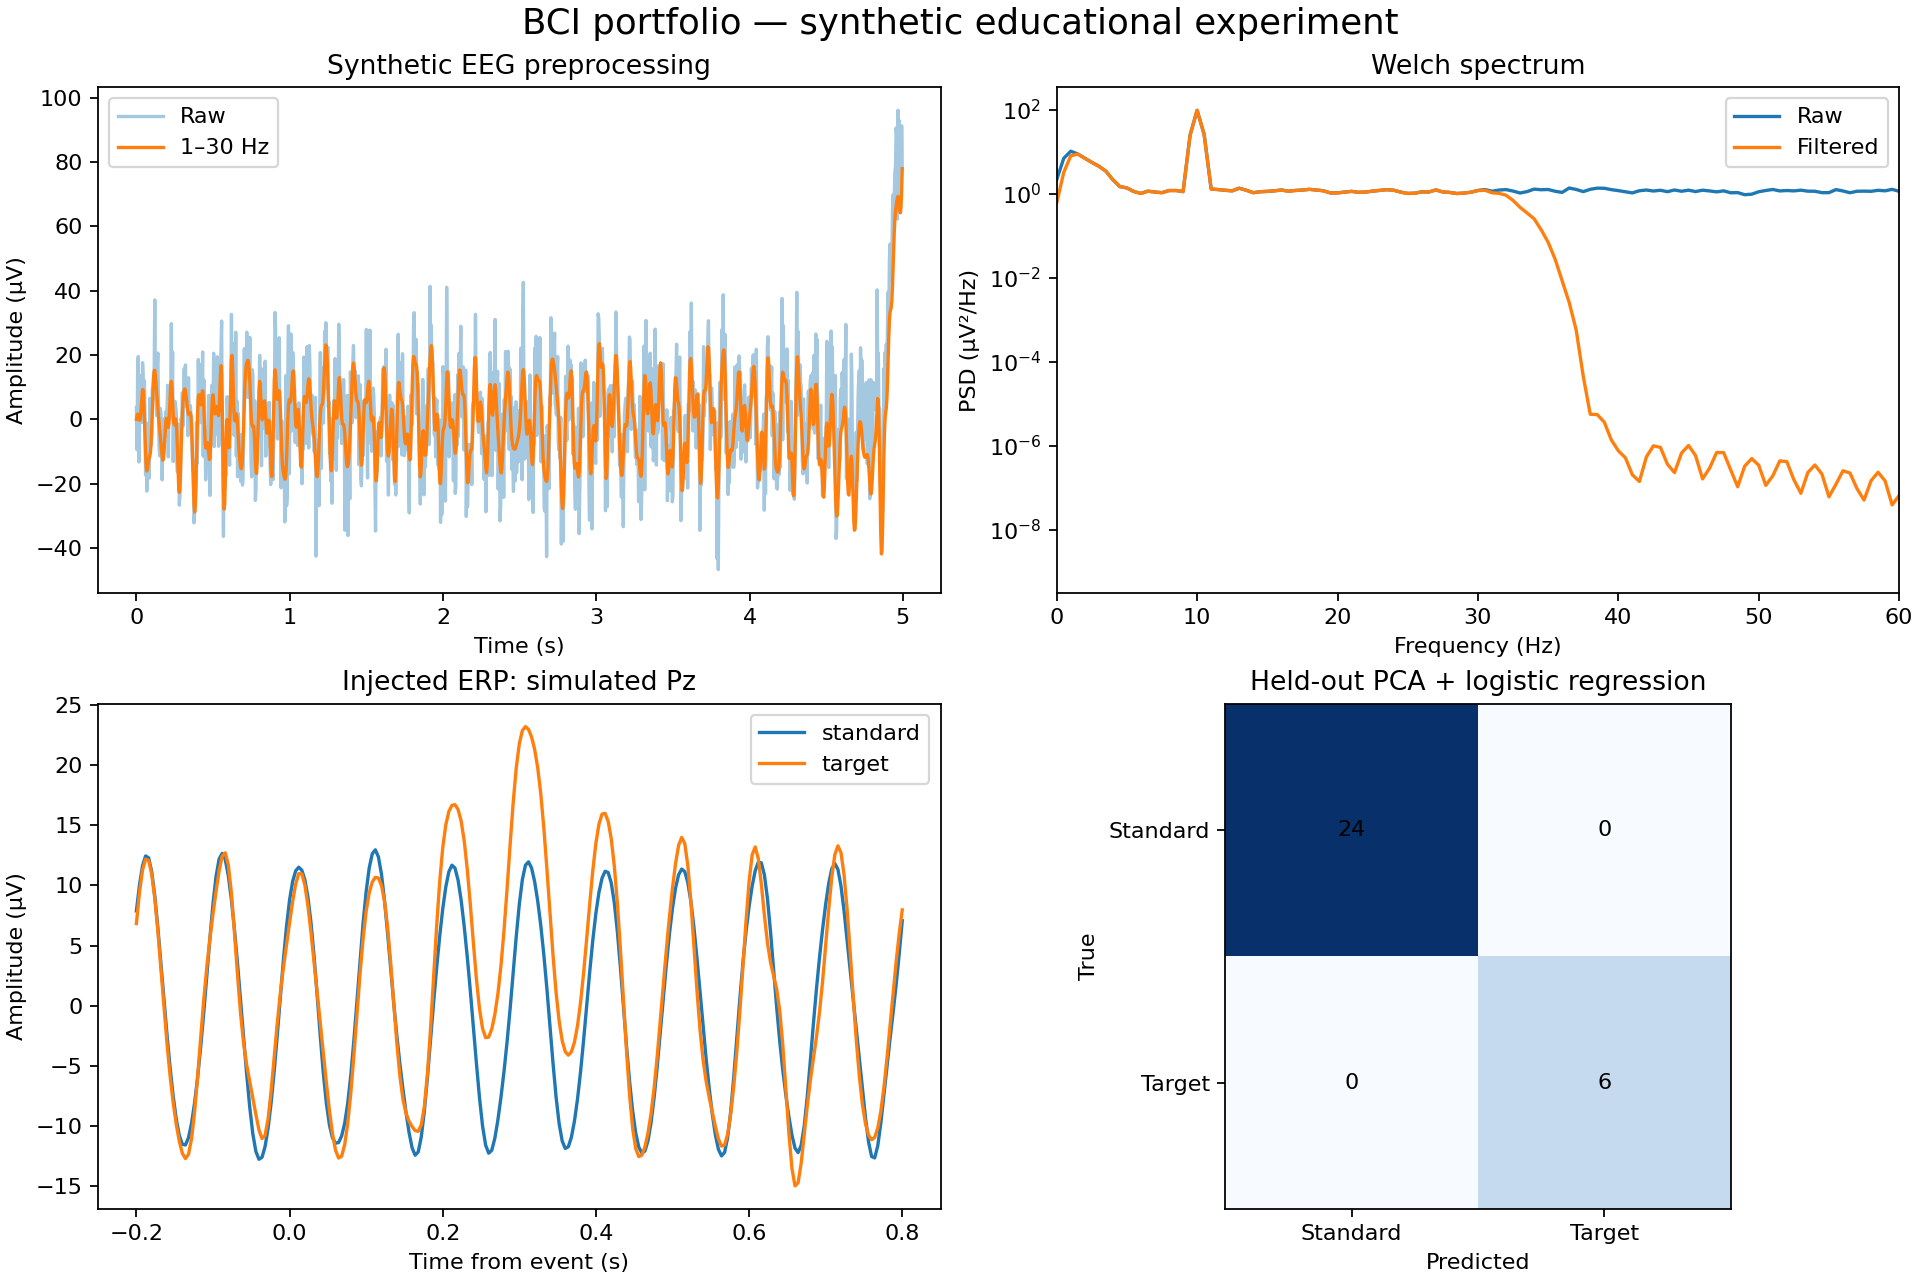 BCI portfolio — synthetic educational experiment
Synthetic EEG preprocessing
100
80
60
40
20
0
−20
−40
Amplitude (µV)
Raw
1–30 Hz
0 1 2 3 4 5
Time (s)
Welch spectrum
10²
10⁰
10⁻²
10⁻⁴
10⁻⁶
10⁻⁸
PSD (µV²/Hz)
Raw
Filtered
0 10 20 30 40 50 60
Frequency (Hz)
Injected ERP: simulated Pz
25
20
15
10
5
0
−5
−10
−15
Amplitude (µV)
standard
target
−0.2 0.0 0.2 0.4 0.6 0.8
Time from event (s)
Held-out PCA + logistic regression
True
Standard 24 0
Target 0 6
Standard Target
Predicted